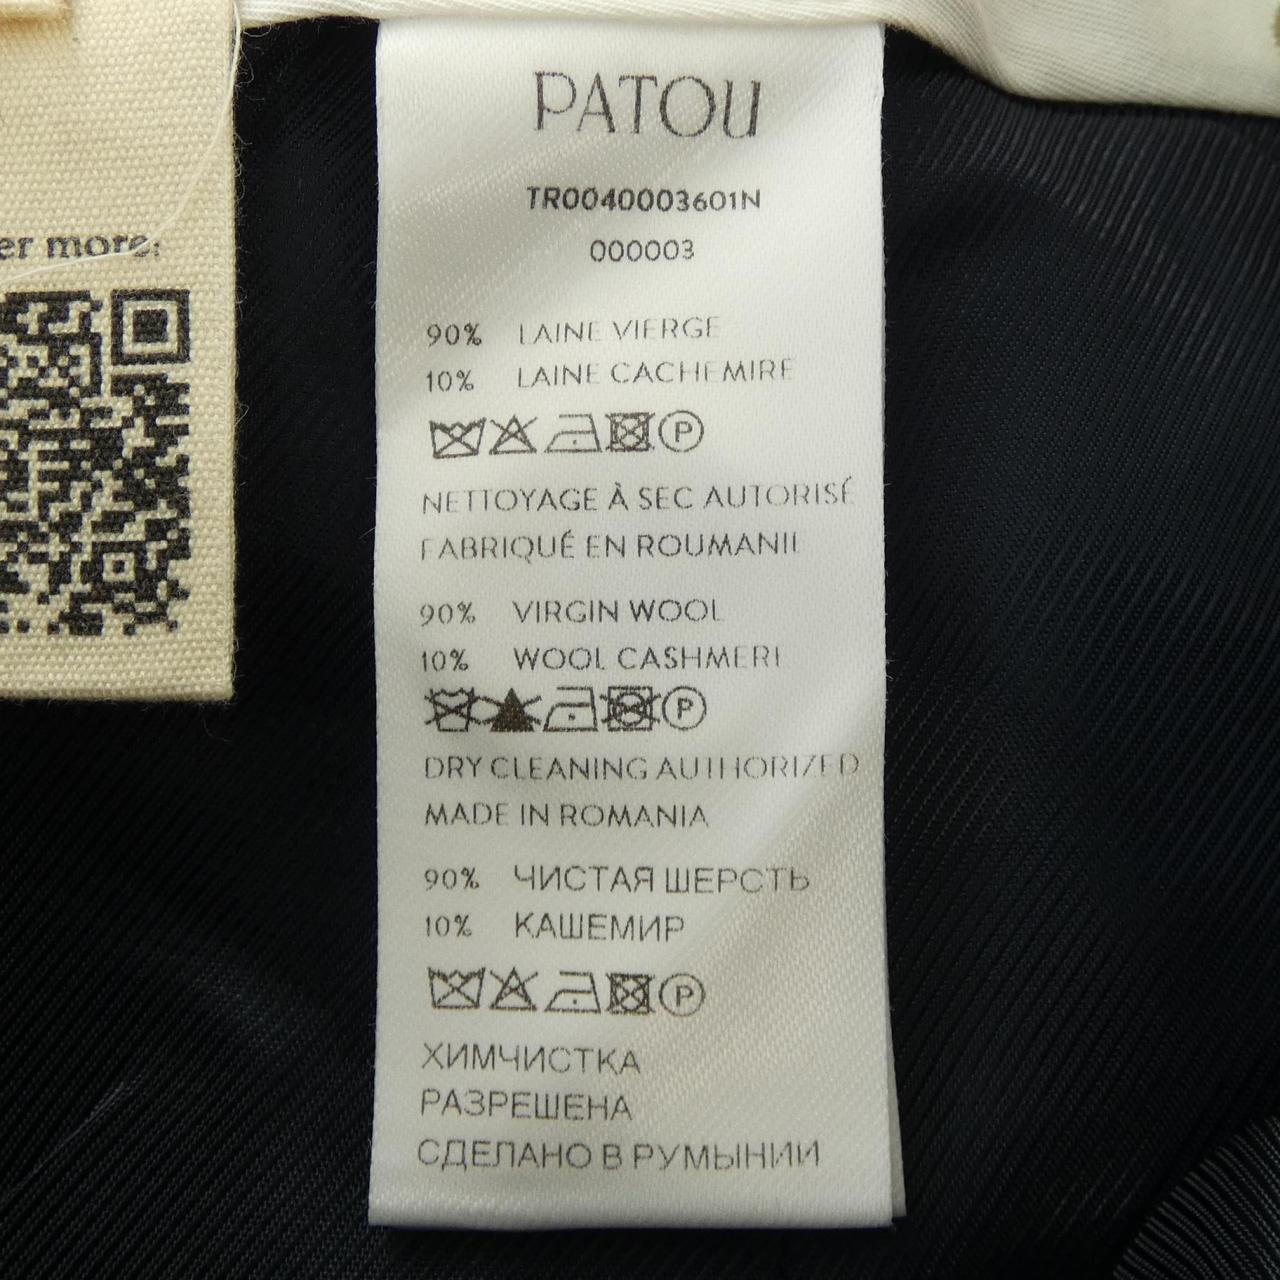 er more:
PATOU
TR0040003601N
000003
90% LAINE VIERGE
10% LAINE CACHEMIRE
P
NETTOYAGE À SEC AUTORISÉ
FABRIQUÉ EN ROUMANIE
90% VIRGIN WOOL
10% WOOL CASHMERE
P
DRY CLEANING AUTHORIZED
MADE IN ROMANIA
90% ЧИСТАЯ ШЕРСТЬ
10% КАШЕМИР
P
ХИМЧИСТКА
РАЗРЕШЕНА
СДЕЛАНО В РУМЫНИИ